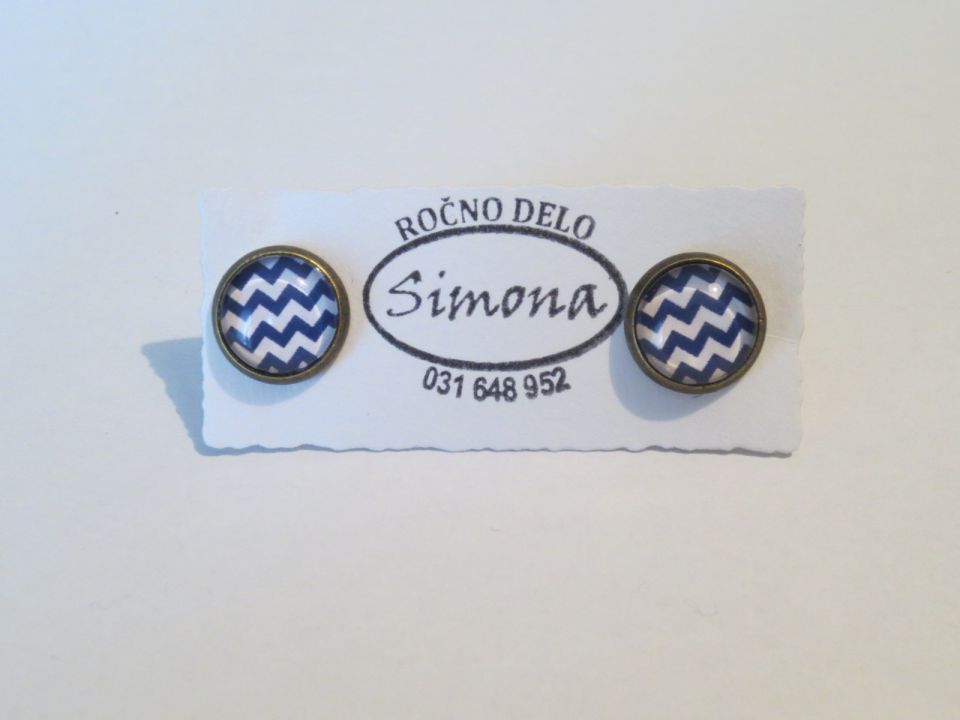 ROČNO DELO
Simona
031 648 952